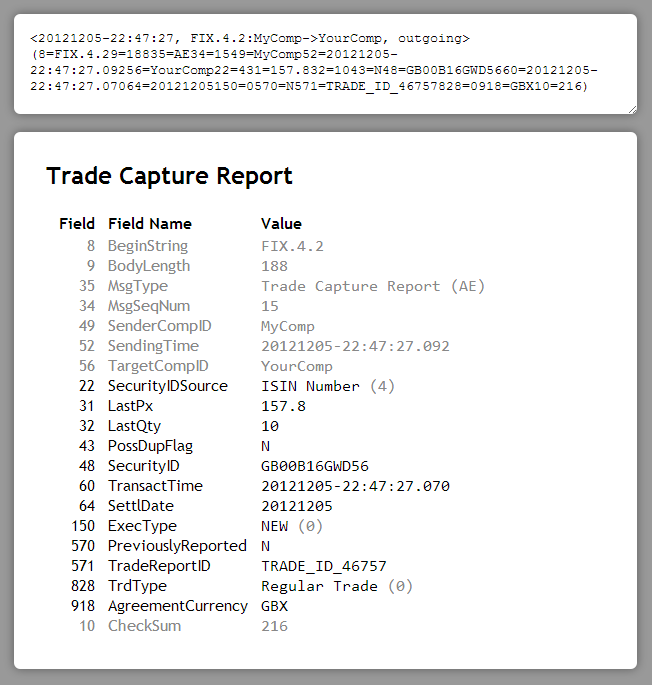 <20121205-22:47:27, FIX.4.2:MyComp->YourComp, outgoing>
(8=FIX.4.29=18835=AE34=1549=MyComp52=20121205-
22:47:27.09256=YourComp22=431=157.832=1043=N48=GB00B16GWD5660=20121205-
22:47:27.07064=20121205150=0570=N571=TRADE_ID_46757828=0918=GBX10=216)
Trade Capture Report
Field Field Name Value
8 BeginString FIX.4.2
9 BodyLength 188
35 MsgType Trade Capture Report (AE)
34 MsgSeqNum 15
49 SenderCompID MyComp
52 SendingTime 20121205-22:47:27.092
56 TargetCompID YourComp
22 SecurityIDSource ISIN Number (4)
31 LastPx 157.8
32 LastQty 10
43 PossDupFlag N
48 SecurityID GB00B16GWD56
60 TransactTime 20121205-22:47:27.070
64 SettlDate 20121205
150 ExecType NEW (0)
570 PreviouslyReported N
571 TradeReportID TRADE_ID_46757
828 TrdType Regular Trade (0)
918 AgreementCurrency GBX
10 CheckSum 216